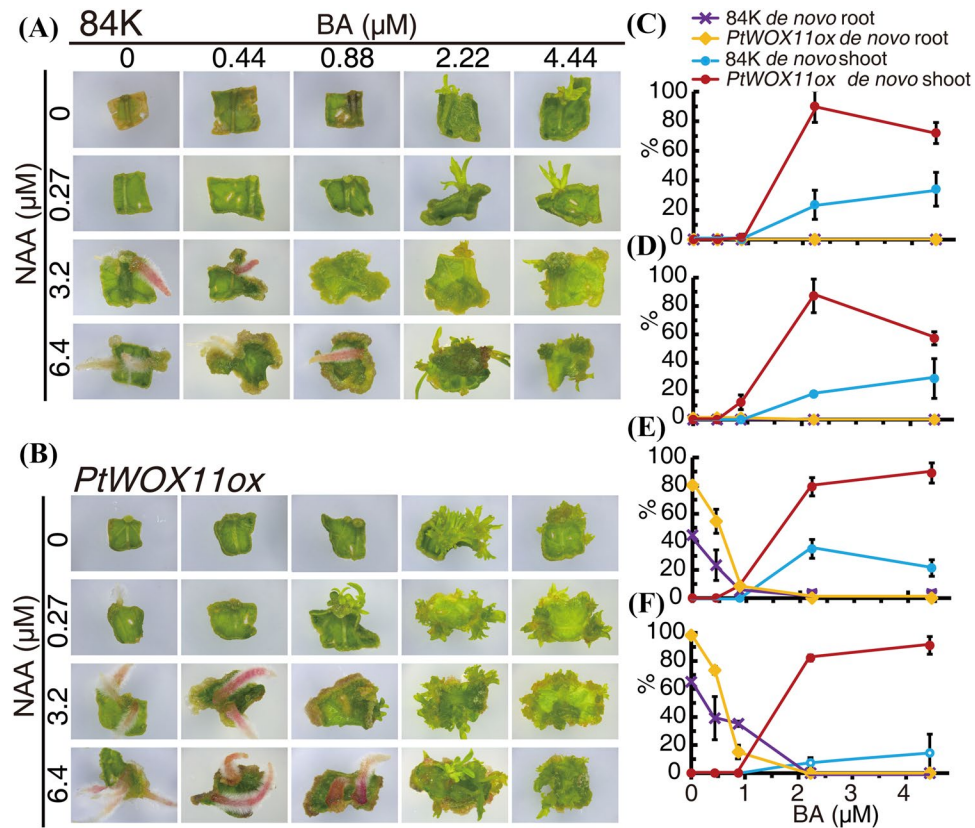 (A) 84K BA (μM)
0 0.44 0.88 2.22 4.44
NAA (μM)
0
0.27
3.2
6.4
(B) PtWOX11ox
NAA (μM)
0
0.27
3.2
6.4
(C)
84K de novo root
PtWOX11ox de novo root
84K de novo shoot
PtWOX11ox de novo shoot
%
100
80
60
40
20
0
(D)
%
100
80
60
40
20
0
(E)
%
100
80
60
40
20
0
(F)
%
100
80
60
40
20
0
0 1 2 3 4
BA (μM)